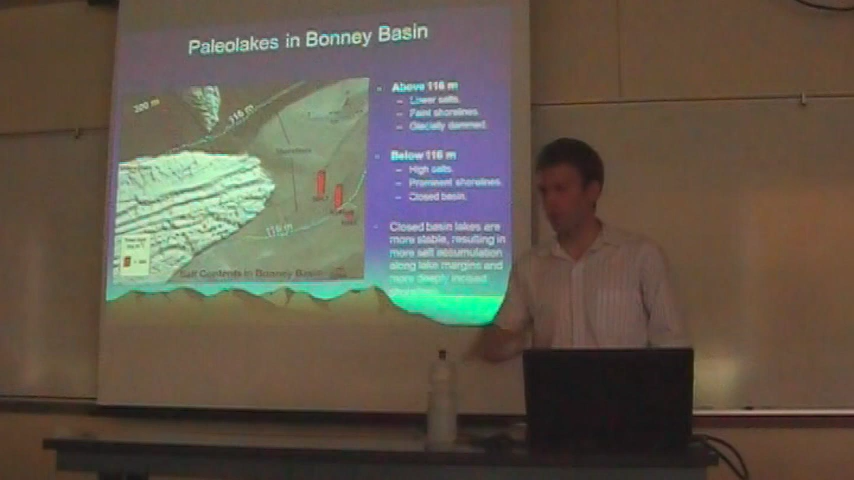 Paleolakes in Bonney Basin
200 m
116 m
116 m
Salt Contents in Bonney Basin
Above 116 m
– Lower salts.
– Faint shorelines.
– Glacially dammed.
Below 116 m
– High salts.
– Prominent shorelines.
– Closed basin.
Closed basin lakes are
more stable, resulting in
more salt accumulation
along lake margins and
more deeply incised
shorelines.